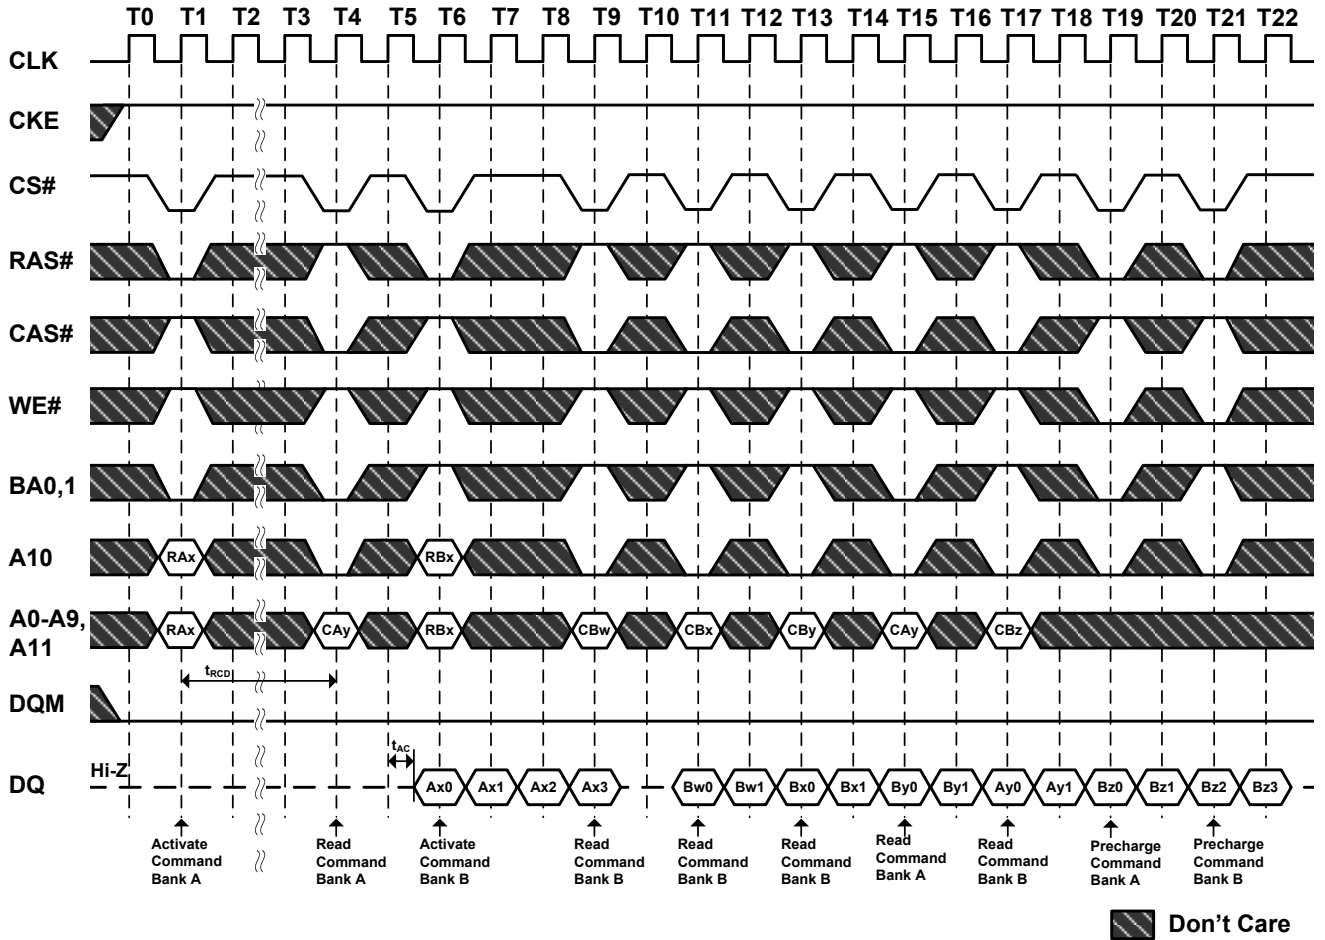 T0 T1 T2 T3 T4 T5 T6 T7 T8 T9 T10 T11 T12 T13 T14 T15 T16 T17 T18 T19 T20 T21 T22
CLK
CKE
CS#
RAS#
CAS#
WE#
BA0,1
A10
RAx RBx
A0-A9,
A11
RAx CAy RBx CBw CBx CBy CAy CBz
tRCD
DQM
tAC
Hi-Z
DQ
Ax0 Ax1 Ax2 Ax3 Bw0 Bw1 Bx0 Bx1 By0 By1 Ay0 Ay1 Bz0 Bz1 Bz2 Bz3
Activate
Command
Bank A
Read
Command
Bank A
Activate
Command
Bank B
Read
Command
Bank B
Read
Command
Bank B
Read
Command
Bank B
Read
Command
Bank A
Read
Command
Bank B
Precharge
Command
Bank A
Precharge
Command
Bank B
Don't Care